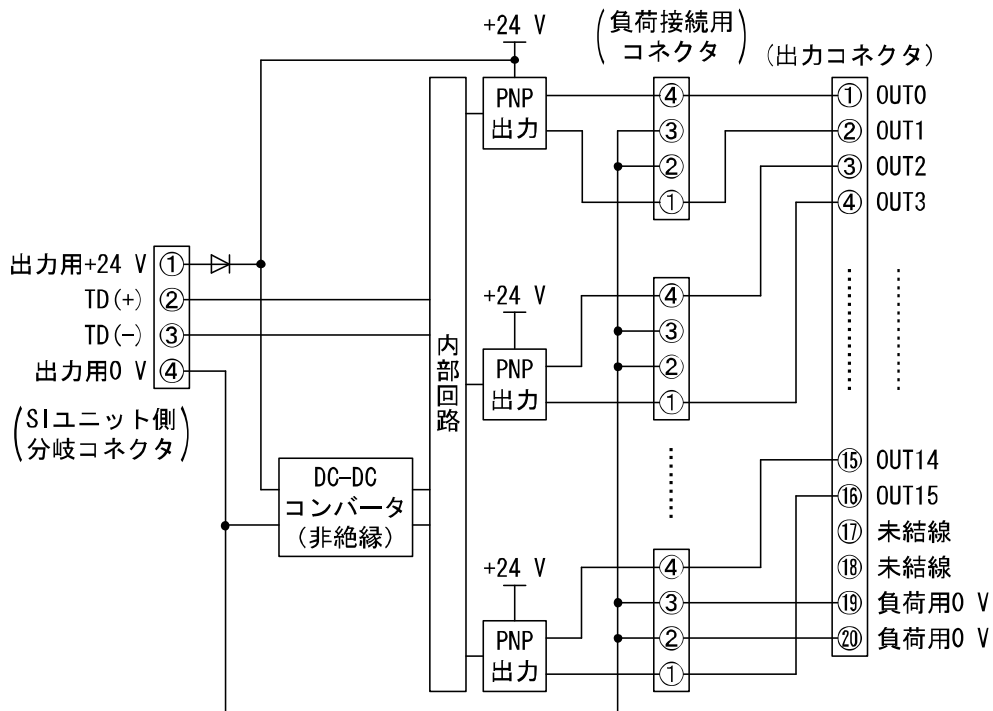 +24 V
(負荷接続用
コネクタ)
(出力コネクタ)
PNP
出力
④
③
②
①
① OUT0
② OUT1
③ OUT2
④ OUT3
出力用+24 V ①
TD(+) ②
TD(-) ③
出力用0 V ④
(SIユニット側
分岐コネクタ)
内部回路
+24 V
PNP
出力
④
③
②
①
DC-DC
コンバータ
(非絶縁)
+24 V
PNP
出力
④
③
②
①
⑮ OUT14
⑯ OUT15
⑰ 未結線
⑱ 未結線
⑲ 負荷用0 V
⑳ 負荷用0 V